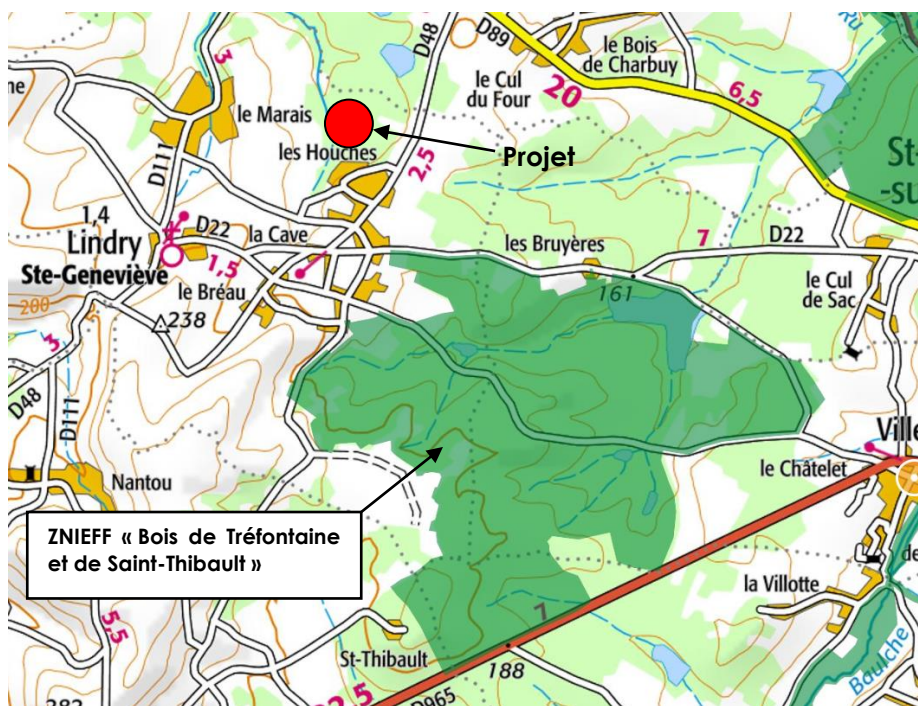 D48
D89
le Bois
de Charbuy
Ru
3
le Cul
du Four
20
6,5
le Marais
D111
les Houches
2,5
Projet
St-
-su
1,4
Lindry
D22
la Cave
1,5
Ste-Geneviève
les Bruyères
7
D22
le Bréau
161
le Cul
de Sac
200
238
3
D48
D111
Ville
le Châtelet
Nantou
ZNIEFF « Bois de Tréfontaine
et de Saint-Thibault »
de
la Villotte
7
5,5
St-Thibault
188
Baulche
D965